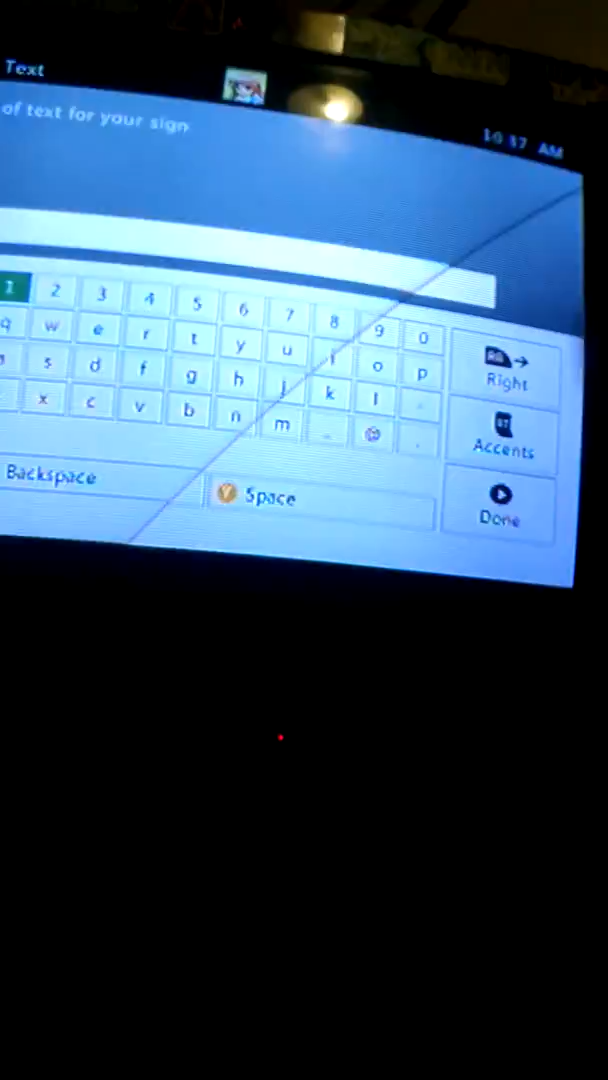 Text
of text for your sign
10 37 AM
1 2 3 4 5 6 7 8 9 0
q w e r t y u i o p
s d f g h j k l
x c v b n m _ @ .
RB Right
Accents
Done
Backspace
Y Space